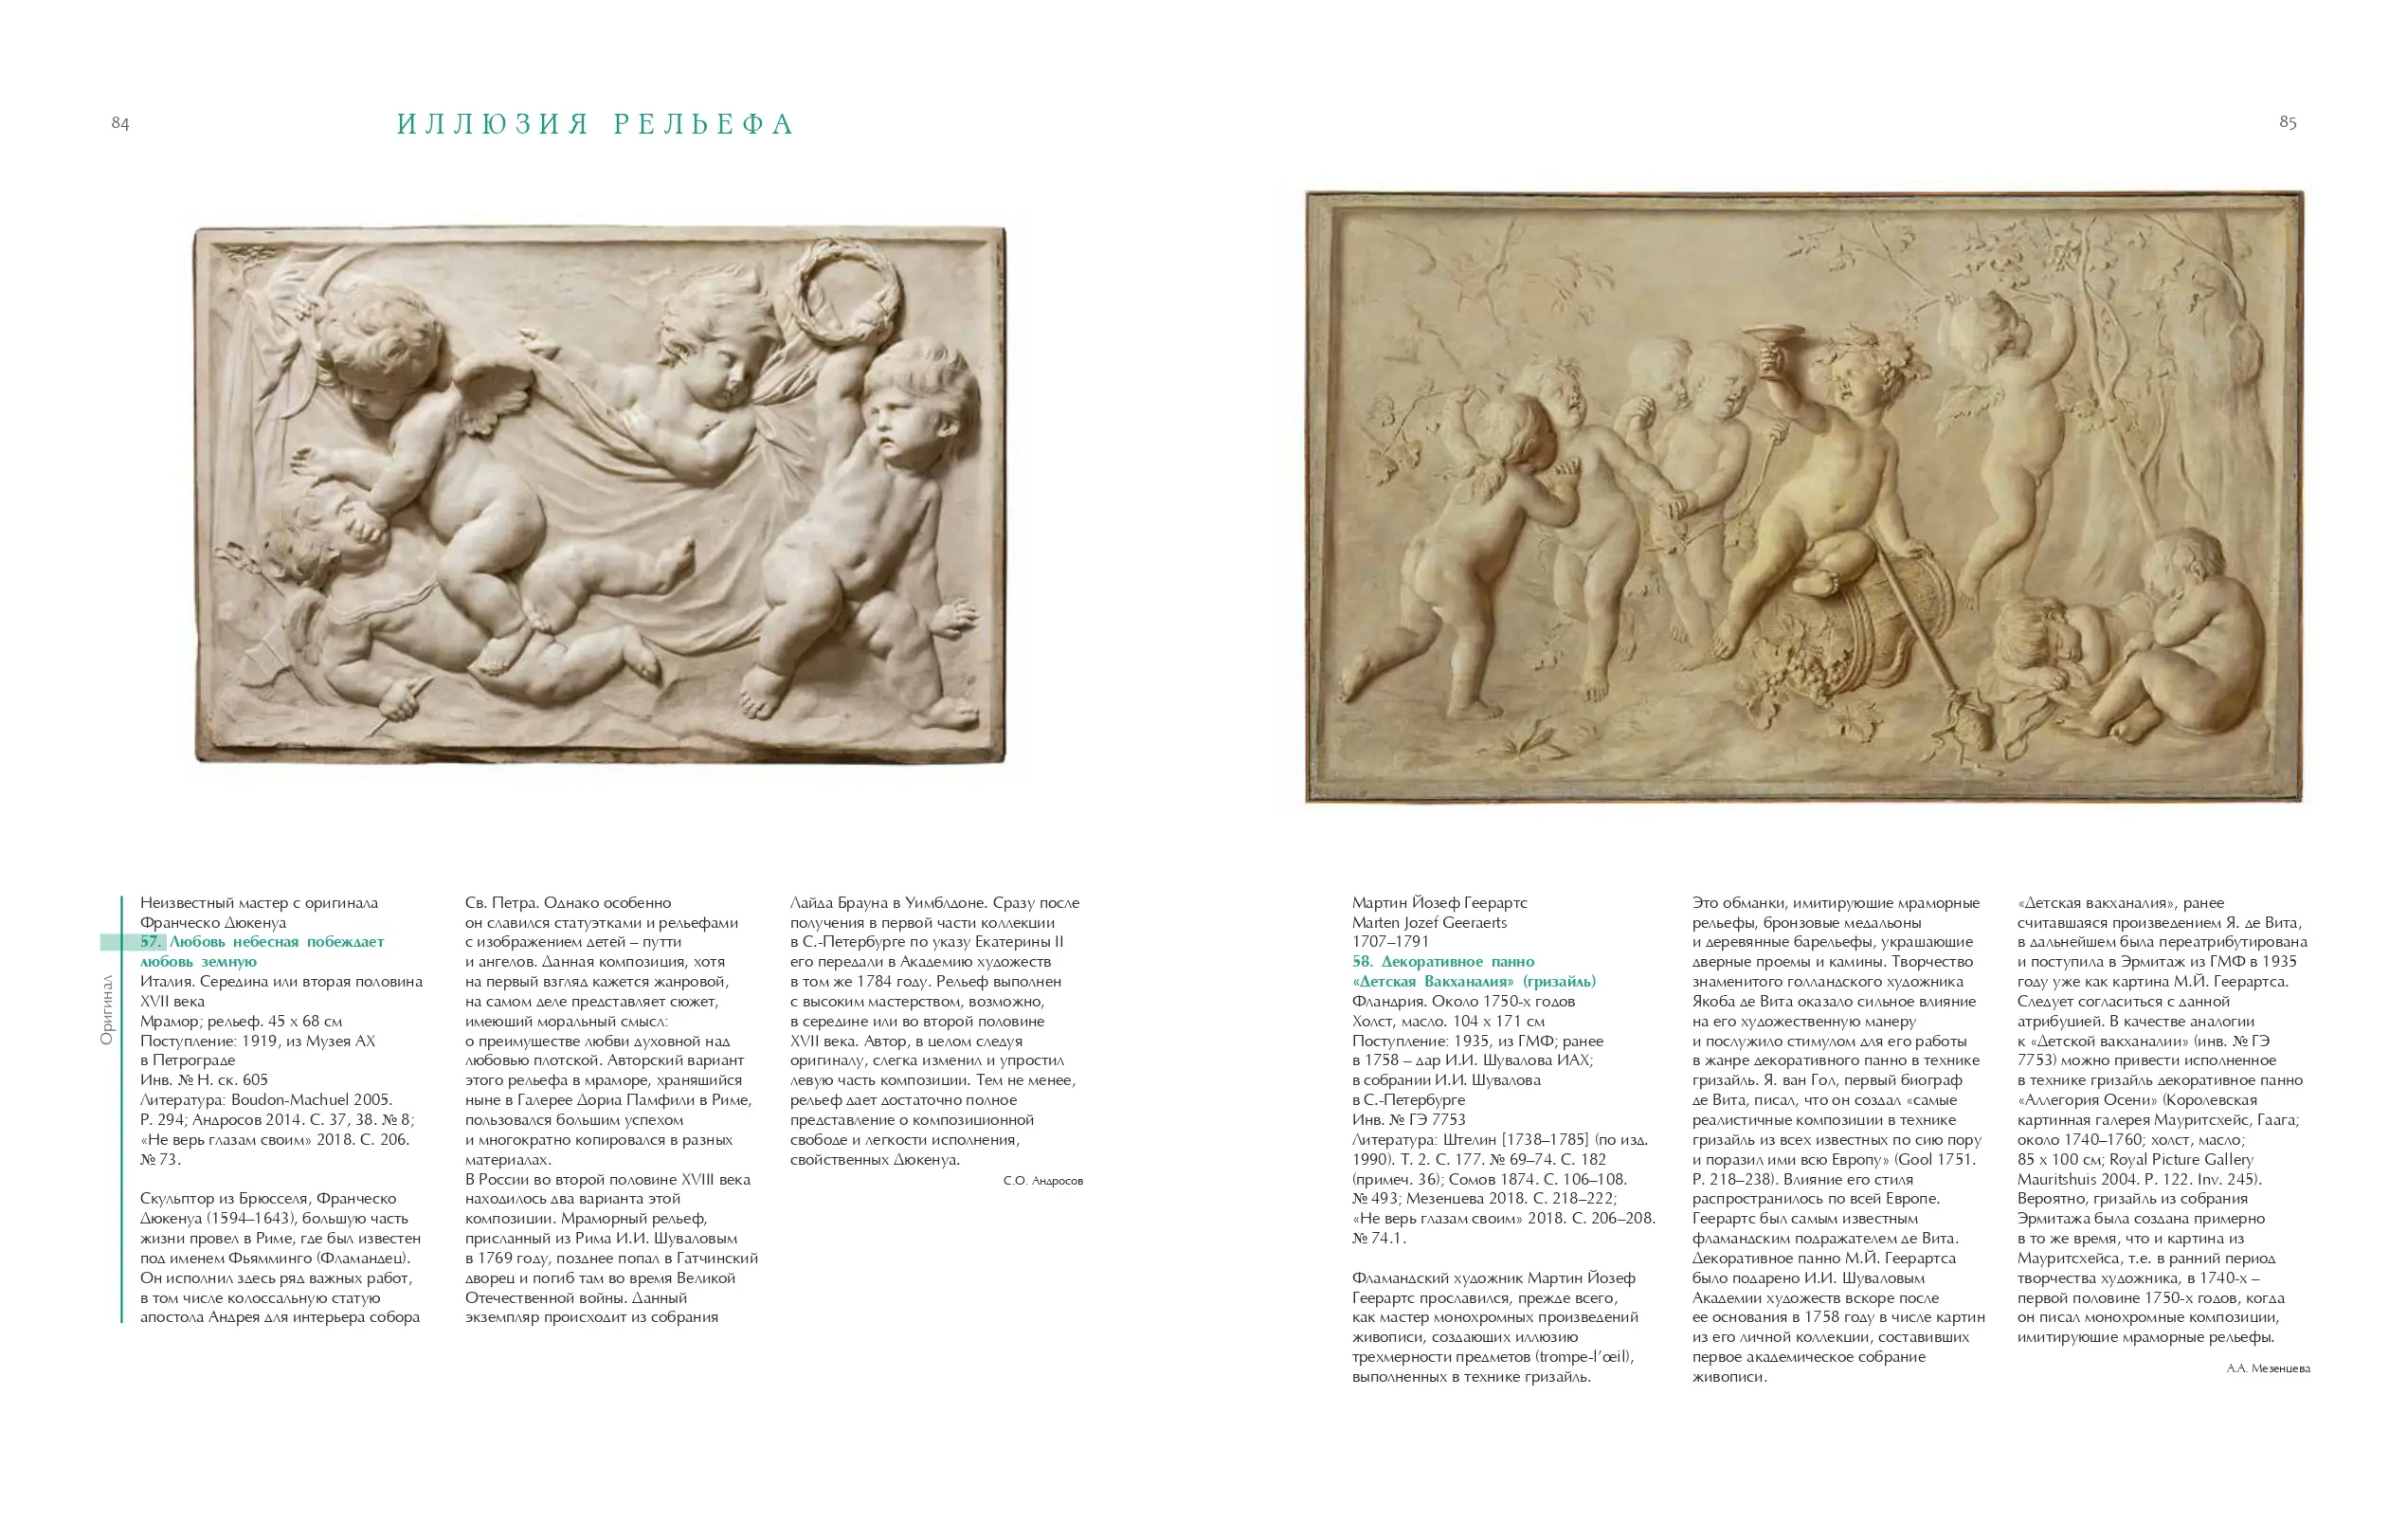 84
ИЛЛЮЗИЯ РЕЛЬЕФА
85
Оригинал
Неизвестный мастер с оригинала
Франческо Дюкенуа
57. Любовь небесная побеждает
любовь земную
Италия. Середина или вторая половина
XVII века
Мрамор; рельеф. 45 х 68 см
Поступление: 1919, из Музея АХ
в Петрограде
Инв. № Н. ск. 605
Литература: Boudon-Machuel 2005.
P. 294; Андросов 2014. С. 37, 38. № 8;
«Не верь глазам своим» 2018. С. 206.
№ 73.
Скульптор из Брюсселя, Франческо
Дюкенуа (1594–1643), большую часть
жизни провел в Риме, где был известен
под именем Фьямминго (Фламандец).
Он исполнил здесь ряд важных работ,
в том числе колоссальную статую
апостола Андрея для интерьера собора
Св. Петра. Однако особенно
он славился статуэтками и рельефами
с изображением детей – путти
и ангелов. Данная композиция, хотя
на первый взгляд кажется жанровой,
на самом деле представляет сюжет,
имеющий моральный смысл:
о преимуществе любви духовной над
любовью плотской. Авторский вариант
этого рельефа в мраморе, хранящийся
ныне в Галерее Дориа Памфили в Риме,
пользовался большим успехом
и многократно копировался в разных
материалах.
В России во второй половине XVIII века
находилось два варианта этой
композиции. Мраморный рельеф,
присланный из Рима И.И. Шуваловым
в 1769 году, позднее попал в Гатчинский
дворец и погиб там во время Великой
Отечественной войны. Данный
экземпляр происходит из собрания
Лайда Брауна в Уимблдоне. Сразу после
получения в первой части коллекции
в С.-Петербурге по указу Екатерины II
его передали в Академию художеств
в том же 1784 году. Рельеф выполнен
с высоким мастерством, возможно,
в середине или во второй половине
XVII века. Автор, в целом следуя
оригиналу, слегка изменил и упростил
левую часть композиции. Тем не менее,
рельеф дает достаточно полное
представление о композиционной
свободе и легкости исполнения,
свойственных Дюкенуа.
С.О. Андросов
Мартин Йозеф Геерартс
Marten Jozef Geeraerts
1707–1791
58. Декоративное панно
«Детская Вакханалия» (гризайль)
Фландрия. Около 1750-х годов
Холст, масло. 104 х 171 см
Поступление: 1935, из ГМФ; ранее
в 1758 – дар И.И. Шувалова ИАХ;
в собрании И.И. Шувалова
в С.-Петербурге
Инв. № ГЭ 7753
Литература: Штелин [1738–1785] (по изд.
1990). Т. 2. С. 177. № 69–74. С. 182
(примеч. 36); Сомов 1874. С. 106–108.
№ 493; Мезенцева 2018. С. 218–222;
«Не верь глазам своим» 2018. С. 206–208.
№ 74.1.
Фламандский художник Мартин Йозеф
Геерартс прославился, прежде всего,
как мастер монохромных произведений
живописи, создающих иллюзию
трехмерности предметов (trompe-l'œil),
выполненных в технике гризайль.
Это обманки, имитирующие мраморные
рельефы, бронзовые медальоны
и деревянные барельефы, украшающие
дверные проемы и камины. Творчество
знаменитого голландского художника
Якоба де Вита оказало сильное влияние
на его художественную манеру
и послужило стимулом для его работы
в жанре декоративного панно в технике
гризайль. Я. ван Гол, первый биограф
де Вита, писал, что он создал «самые
реалистичные композиции в технике
гризайль из всех известных по сию пору
и поразил ими всю Европу» (Gool 1751.
P. 218–238). Влияние его стиля
распространилось по всей Европе.
Геерартс был самым известным
фламандским подражателем де Вита.
Декоративное панно М.Й. Геерартса
было подарено И.И. Шуваловым
Академии художеств вскоре после
ее основания в 1758 году в числе картин
из его личной коллекции, составивших
первое академическое собрание
живописи.
«Детская вакханалия», ранее
считавшаяся произведением Я. де Вита,
в дальнейшем была переатрибутирована
и поступила в Эрмитаж из ГМФ в 1935
году уже как картина М.Й. Геерартса.
Следует согласиться с данной
атрибуцией. В качестве аналогии
к «Детской вакханалии» (инв. № ГЭ
7753) можно привести исполненное
в технике гризайль декоративное панно
«Аллегория Осени» (Королевская
картинная галерея Мауритсхейс, Гаага;
около 1740–1760; холст, масло;
85 х 100 см; Royal Picture Gallery
Mauritshuis 2004. P. 122. Inv. 245).
Вероятно, гризайль из собрания
Эрмитажа была создана примерно
в то же время, что и картина из
Мауритсхейса, т.е. в ранний период
творчества художника, в 1740-х –
первой половине 1750-х годов, когда
он писал монохромные композиции,
имитирующие мраморные рельефы.
А.А. Мезенцева